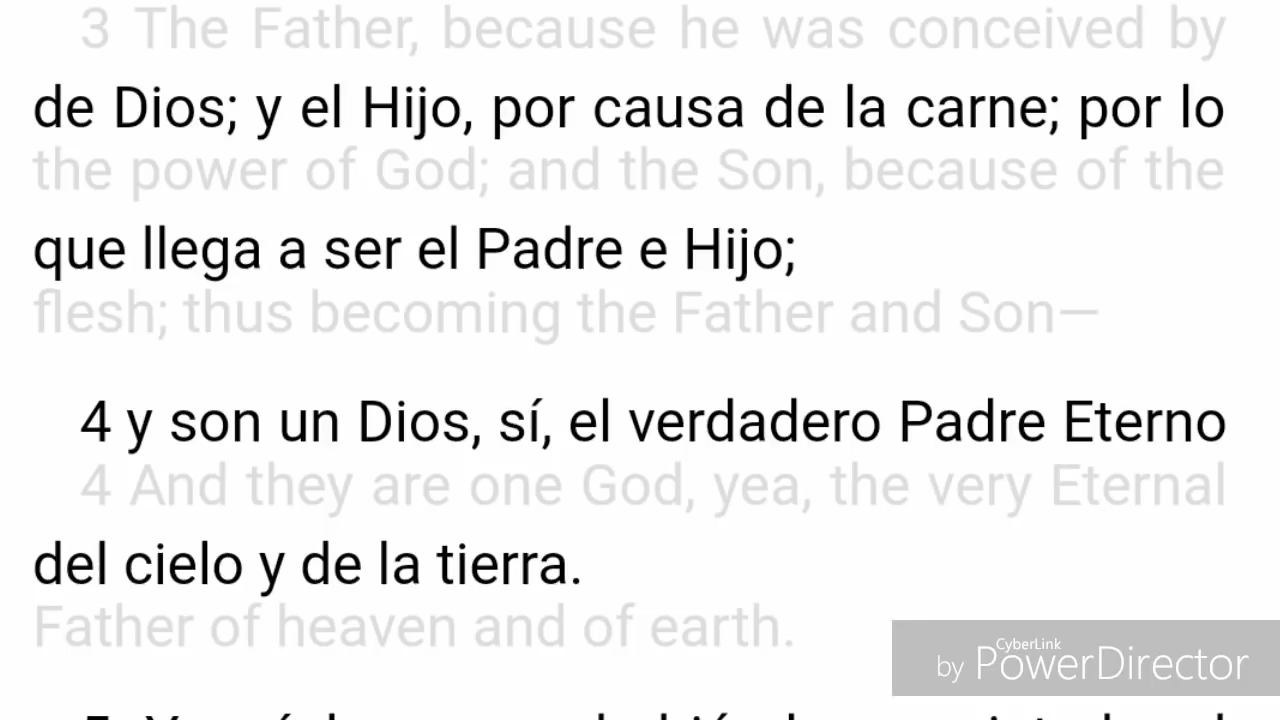 3 The Father, because he was conceived by
de Dios; y el Hijo, por causa de la carne; por lo
the power of God; and the Son, because of the
que llega a ser el Padre e Hijo;
flesh; thus becoming the Father and Son—
4 y son un Dios, sí, el verdadero Padre Eterno
4 And they are one God, yea, the very Eternal
del cielo y de la tierra.
Father of heaven and of earth.
CyberLink
by PowerDirector